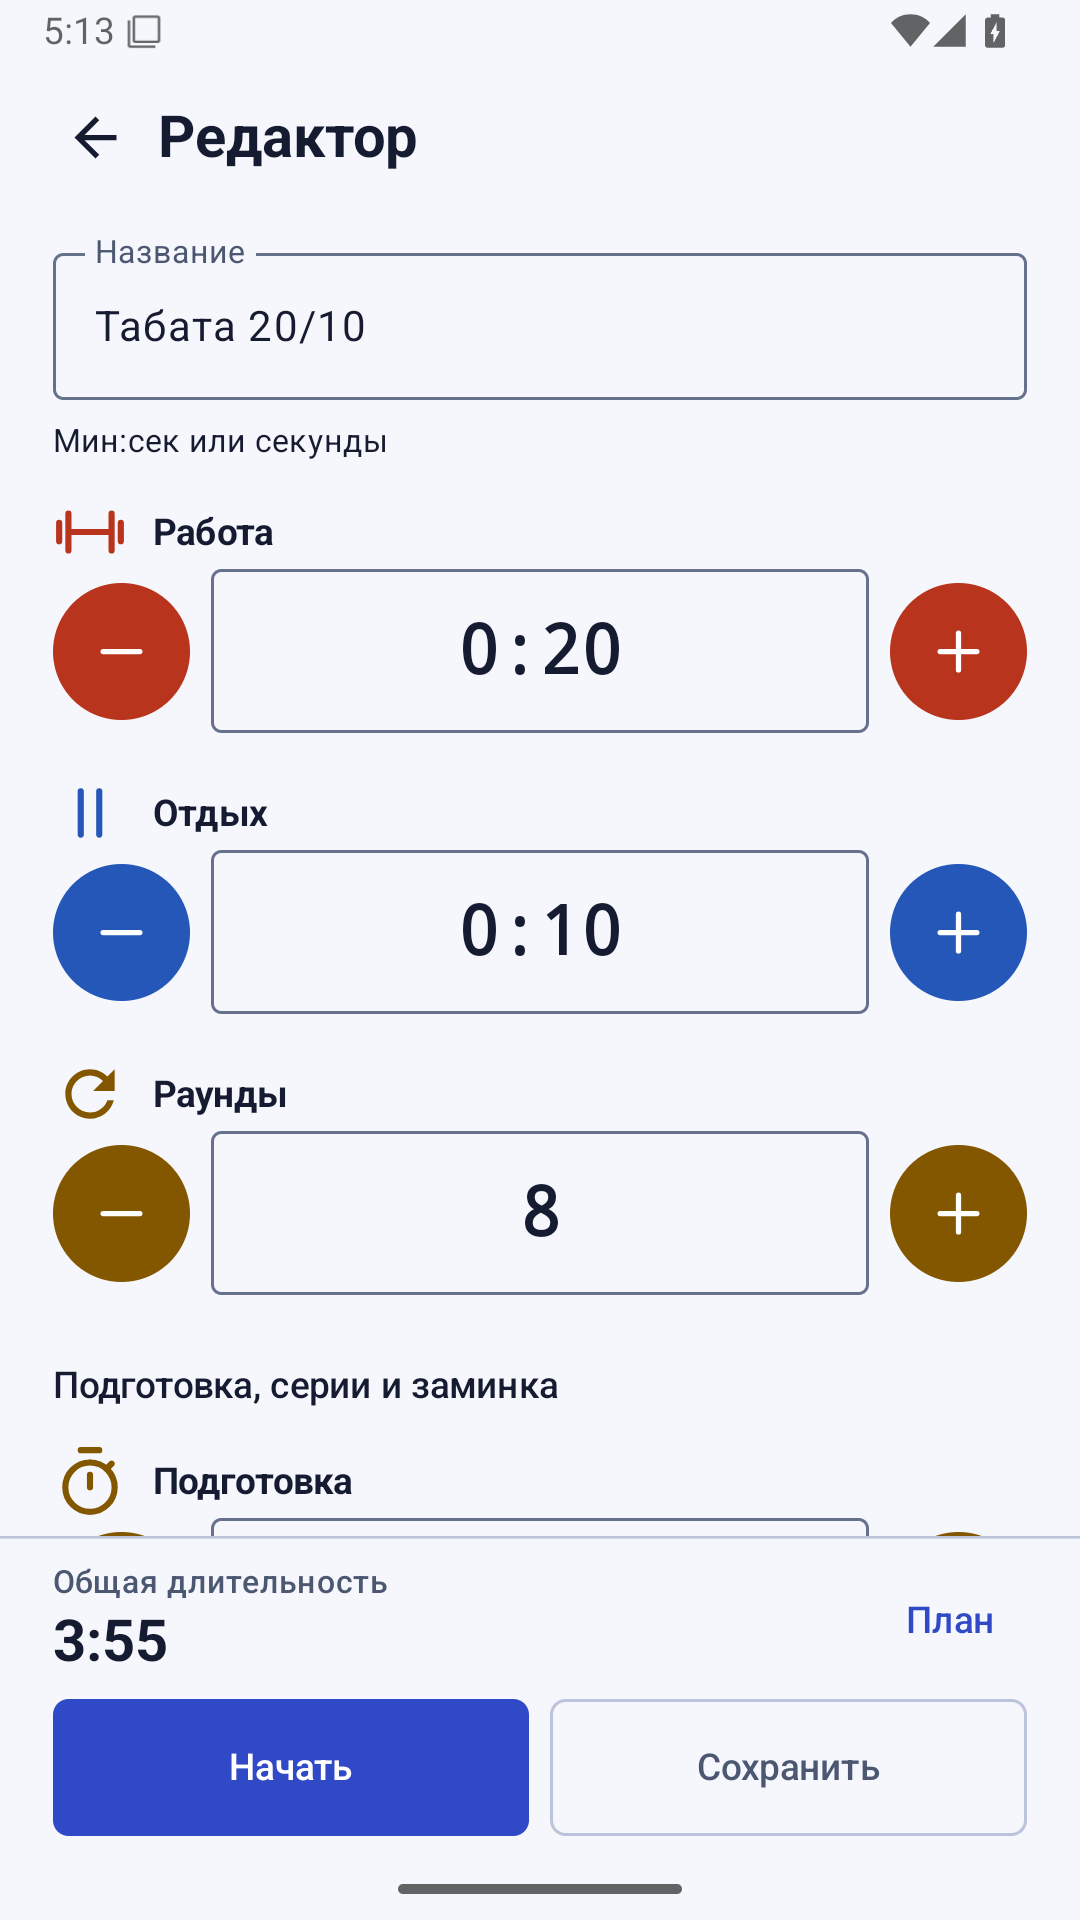 5:13
Редактор
Название
Табата 20/10
Мин:сек или секунды
Работа
0:20
Отдых
0:10
Раунды
8
Подготовка, серии и заминка
Подготовка
Общая длительность
3:55
План
Начать
Сохранить